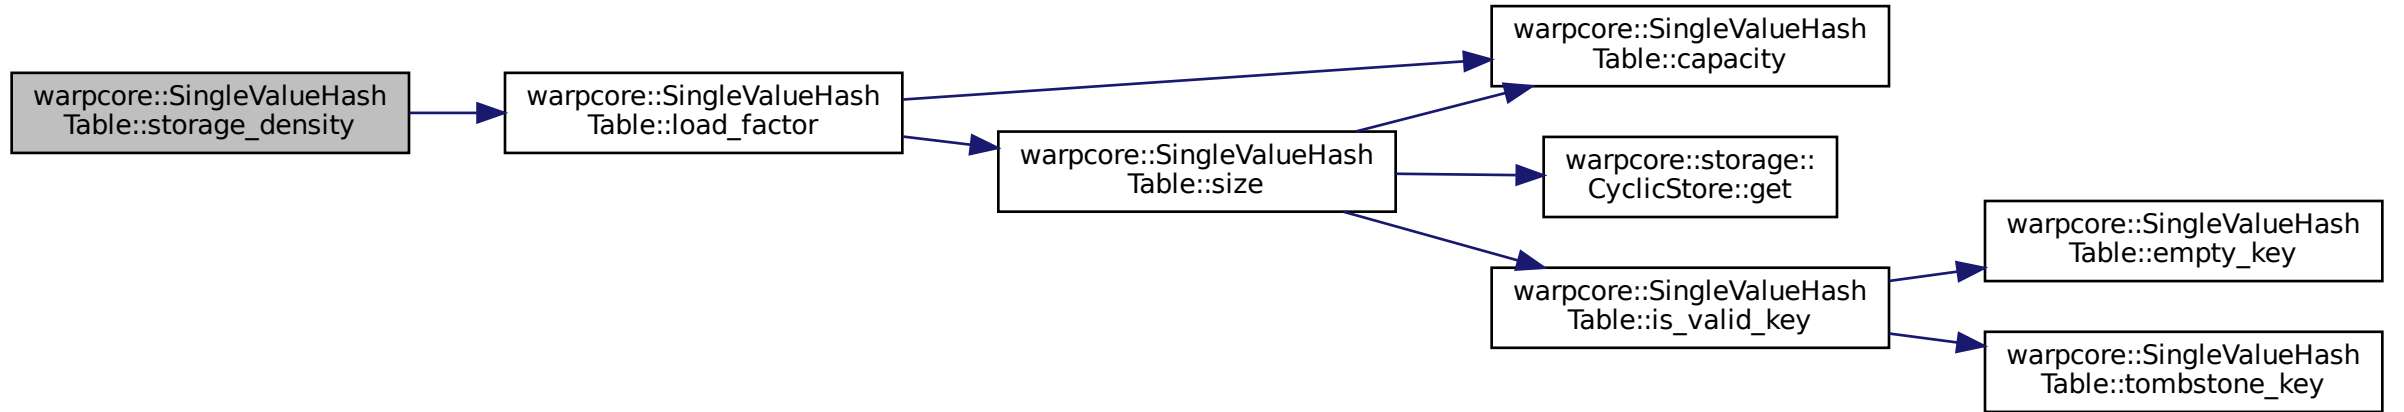 warpcore::SingleValueHash
Table::storage_density
warpcore::SingleValueHash
Table::load_factor
warpcore::SingleValueHash
Table::capacity
warpcore::SingleValueHash
Table::size
warpcore::storage::
CyclicStore::get
warpcore::SingleValueHash
Table::is_valid_key
warpcore::SingleValueHash
Table::empty_key
warpcore::SingleValueHash
Table::tombstone_key